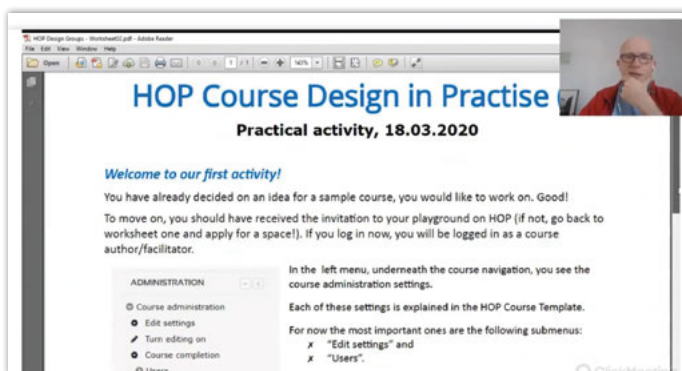 HOP Design Groups - Worksheet02.pdf - Adobe Reader
File Edit View Window Help
Open 1 / 1 140%
HOP Course Design in Practise
Practical activity, 18.03.2020
Welcome to our first activity!
You have already decided on an idea for a sample course, you would like to work on. Good!
To move on, you should have received the invitation to your playground on HOP (if not, go back to
worksheet one and apply for a space!). If you log in now, you will be logged in as a course
author/facilitator.
ADMINISTRATION
Course administration
Edit settings
Turn editing on
Course completion
Users
In the left menu, underneath the course navigation, you see the
course administration settings.
Each of these settings is explained in the HOP Course Template.
For now the most important ones are the following submenus:
x "Edit settings" and
x "Users".
ClickMeeting